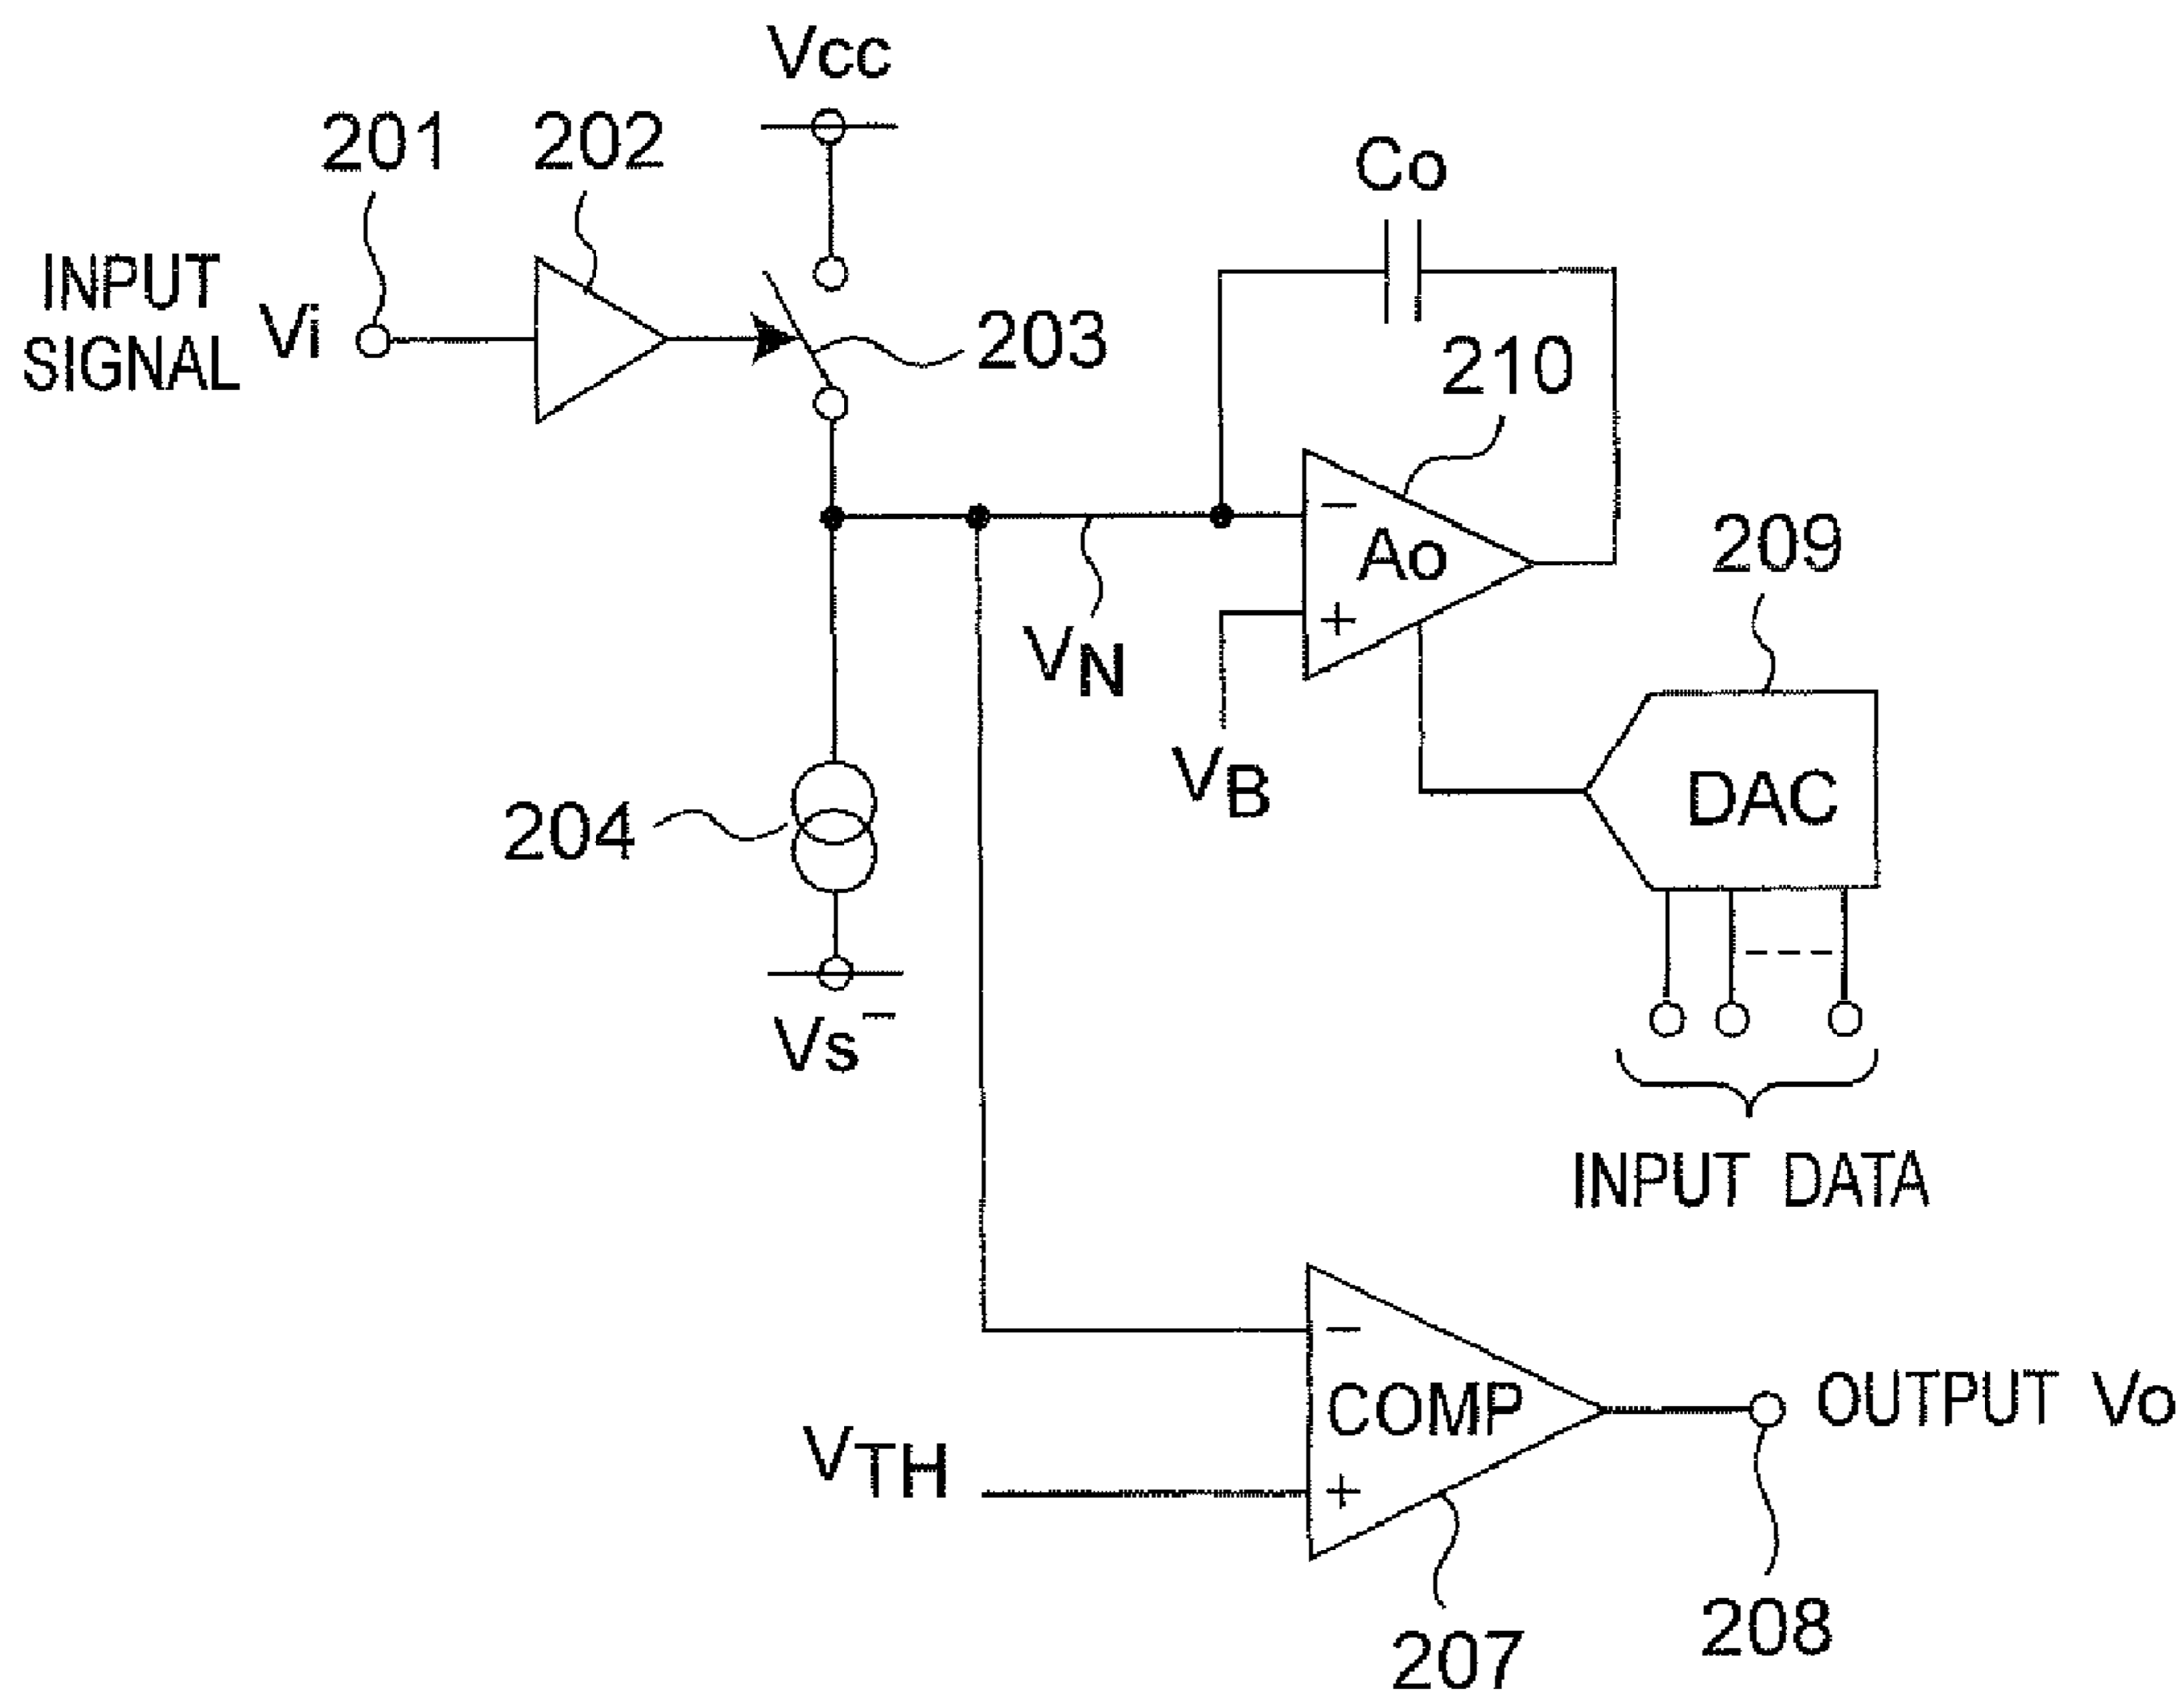 Vcc
201
202
Co
INPUT
SIGNAL
Vi
203
210
−
Ao
+
209
VN
VB
DAC
204
Vs−
INPUT DATA
−
COMP
OUTPUT Vo
VTH
+
208
207